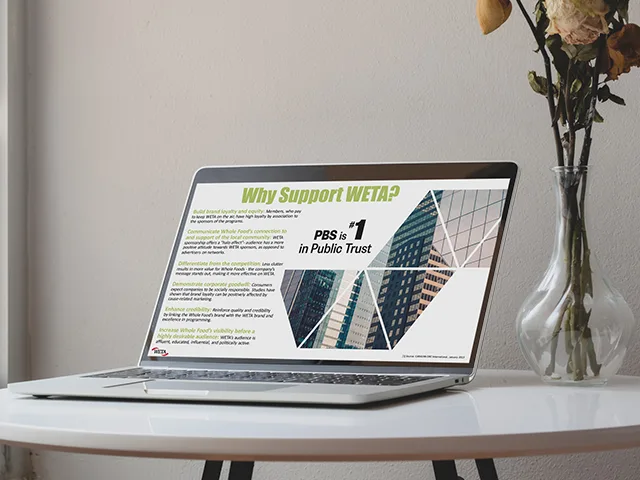 Why Support WETA?
Build brand loyalty and equity: Members, who pay
to keep WETA on the air, have high loyalty by association to
the sponsors of the programs.
Communicate Whole Food's connection to
and support of the local community: WETA
sponsorship offers a "halo effect"- audience has a more
positive attitude towards WETA sponsors, as opposed to
advertisers on networks.
Differentiate from the competition: Less clutter
results in more value for Whole Foods - the company's
message stands out, making it more effective on WETA.
Demonstrate corporate goodwill: Consumers
expect companies to be socially responsible. Studies have
shown that brand loyalty can be positively affected by
cause-related marketing.
Enhance credibility: Reinforce quality and credibility
by linking the Whole Food's brand with the WETA brand and
excellence in programming.
Increase Whole Food's visibility before a
highly desirable audience: WETA's audience is
affluent, educated, influential, and politically active.
PBS is #1
in Public Trust
WETA
International, January, 2012